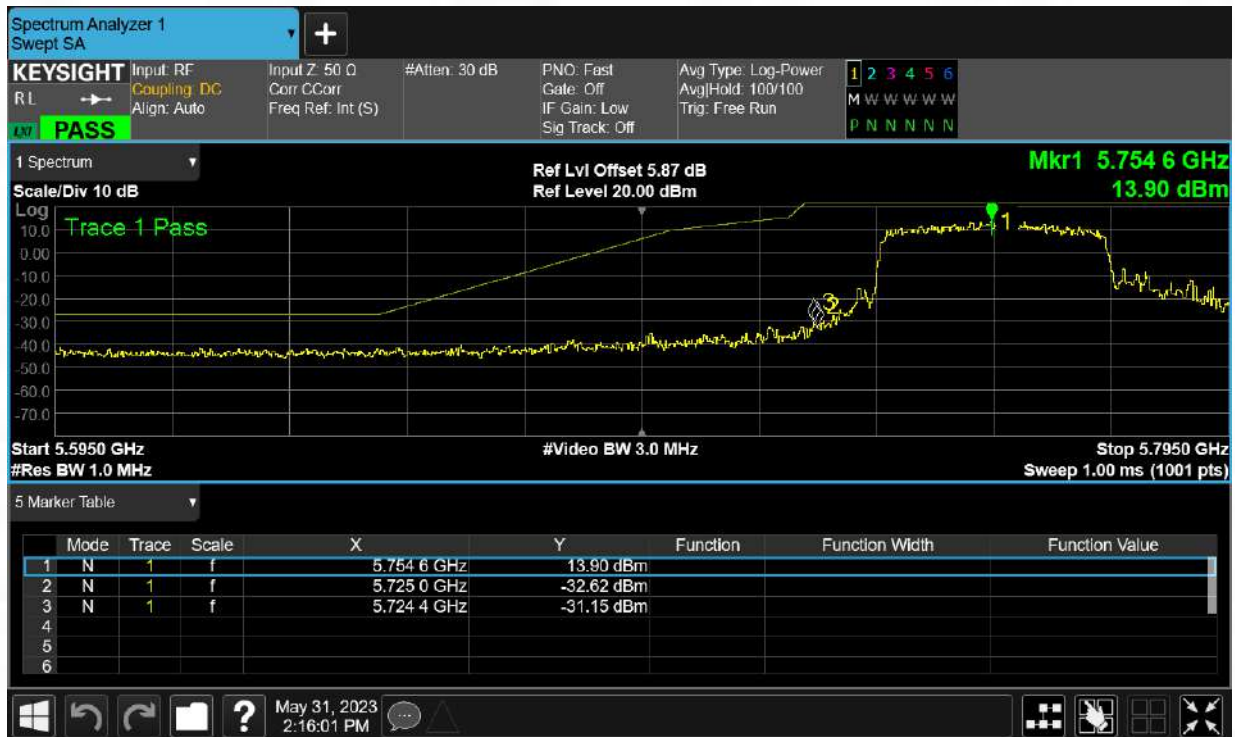 Spectrum Analyzer 1
Swept SA
+
KEYSIGHT
RL
LXI
PASS
Input: RF
Coupling: DC
Align: Auto
Input Z: 50 Ω
Corr CCorr
Freq Ref: Int (S)
#Atten: 30 dB
PNO: Fast
Gate: Off
IF Gain: Low
Sig Track: Off
Avg Type: Log-Power
Avg|Hold: 100/100
Trig: Free Run
1 2 3 4 5 6
M W W W W W
P N N N N N
1 Spectrum
Scale/Div 10 dB
Ref Lvl Offset 5.87 dB
Ref Level 20.00 dBm
Mkr1 5.754 6 GHz
13.90 dBm
Log
Trace 1 Pass
10.0
0.00
-10.0
-20.0
-30.0
-40.0
-50.0
-60.0
-70.0
1
2
Start 5.5950 GHz
#Res BW 1.0 MHz
#Video BW 3.0 MHz
Stop 5.7950 GHz
Sweep 1.00 ms (1001 pts)
5 Marker Table
Mode Trace Scale X Y Function Function Width Function Value
1 N 1 f 5.754 6 GHz 13.90 dBm
2 N 1 f 5.725 0 GHz -32.62 dBm
3 N 1 f 5.724 4 GHz -31.15 dBm
4
5
6
?
May 31, 2023
2:16:01 PM